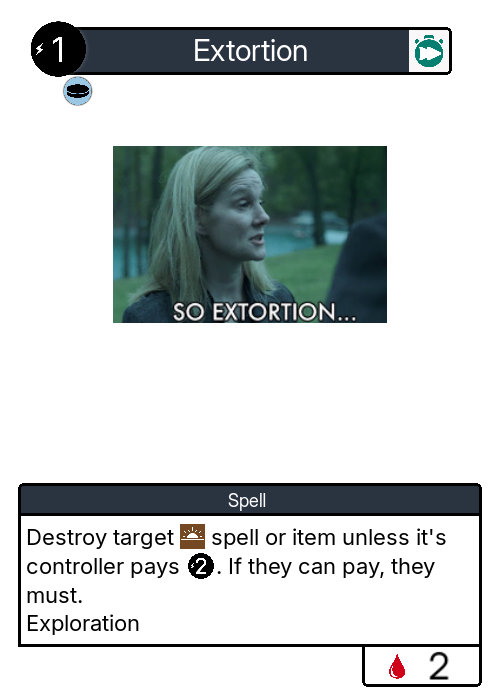 1 Extortion
SO EXTORTION...
Spell
Destroy target spell or item unless it's
controller pays 2. If they can pay, they
must.
Exploration
2